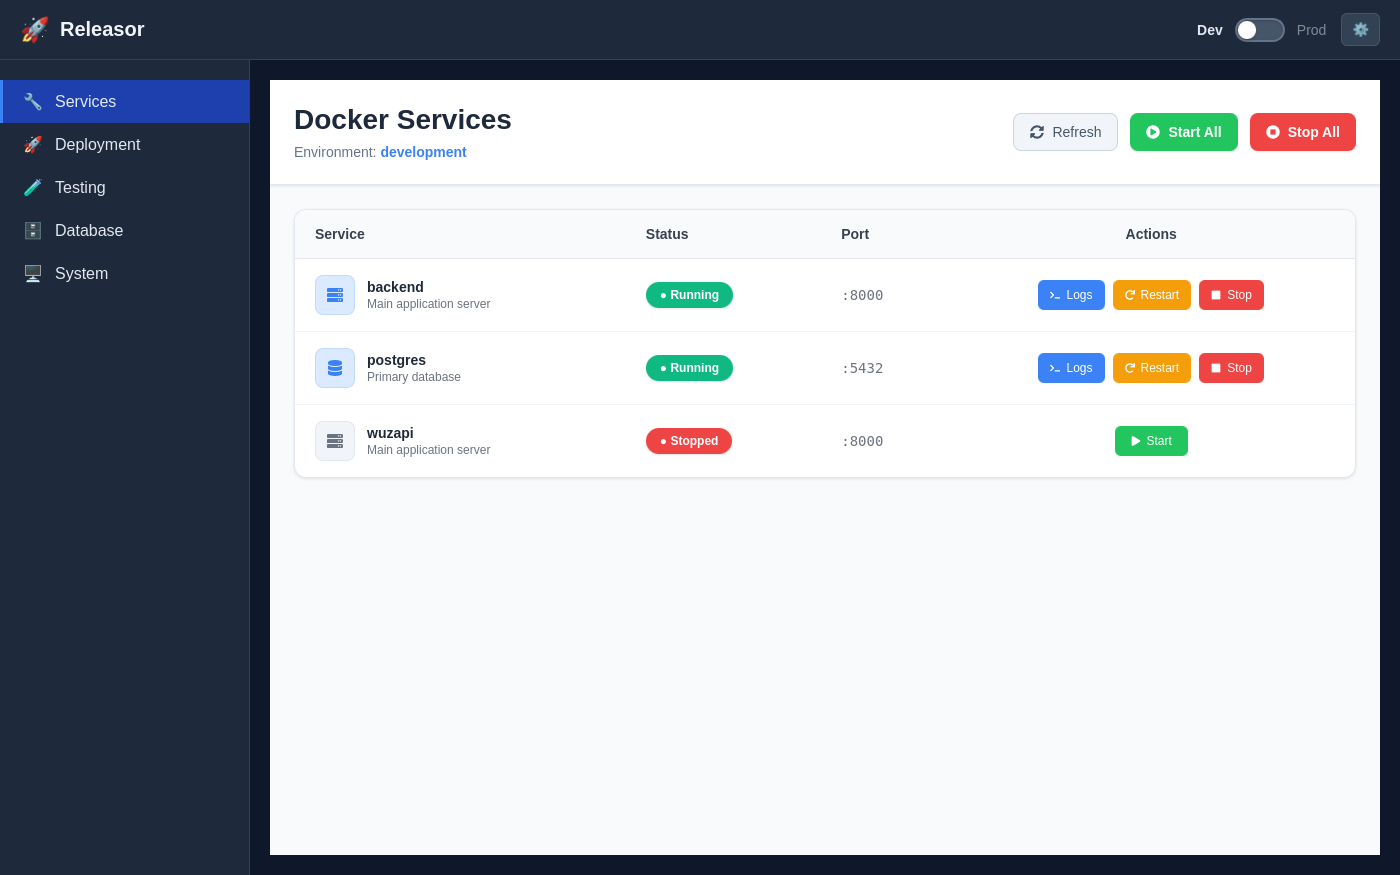 Releasor
Dev Prod
Services
Deployment
Testing
Database
System
Docker Services
Environment: development
Refresh Start All Stop All
Service Status Port Actions
backend
Main application server
● Running :8000 Logs Restart Stop
postgres
Primary database
● Running :5432 Logs Restart Stop
wuzapi
Main application server
● Stopped :8000 Start